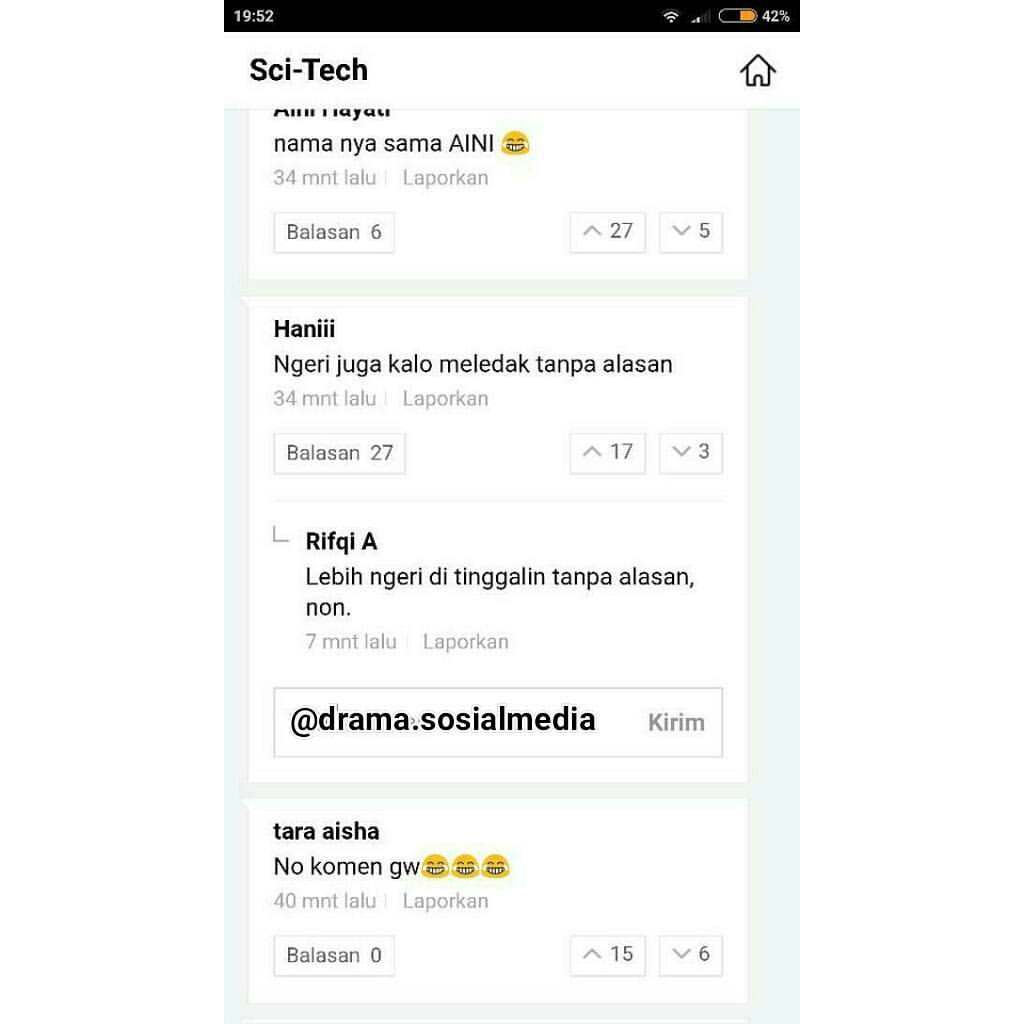 19:52
42%
Sci-Tech
Aini Hayati
nama nya sama AINI 😂
34 mnt lalu Laporkan
Balasan 6
27
5
Haniii
Ngeri juga kalo meledak tanpa alasan
34 mnt lalu Laporkan
Balasan 27
17
3
Rifqi A
Lebih ngeri di tinggalin tanpa alasan,
non.
7 mnt lalu Laporkan
@drama.sosialmedia
Kirim
tara aisha
No komen gw😂😂😂
40 mnt lalu Laporkan
Balasan 0
15
6